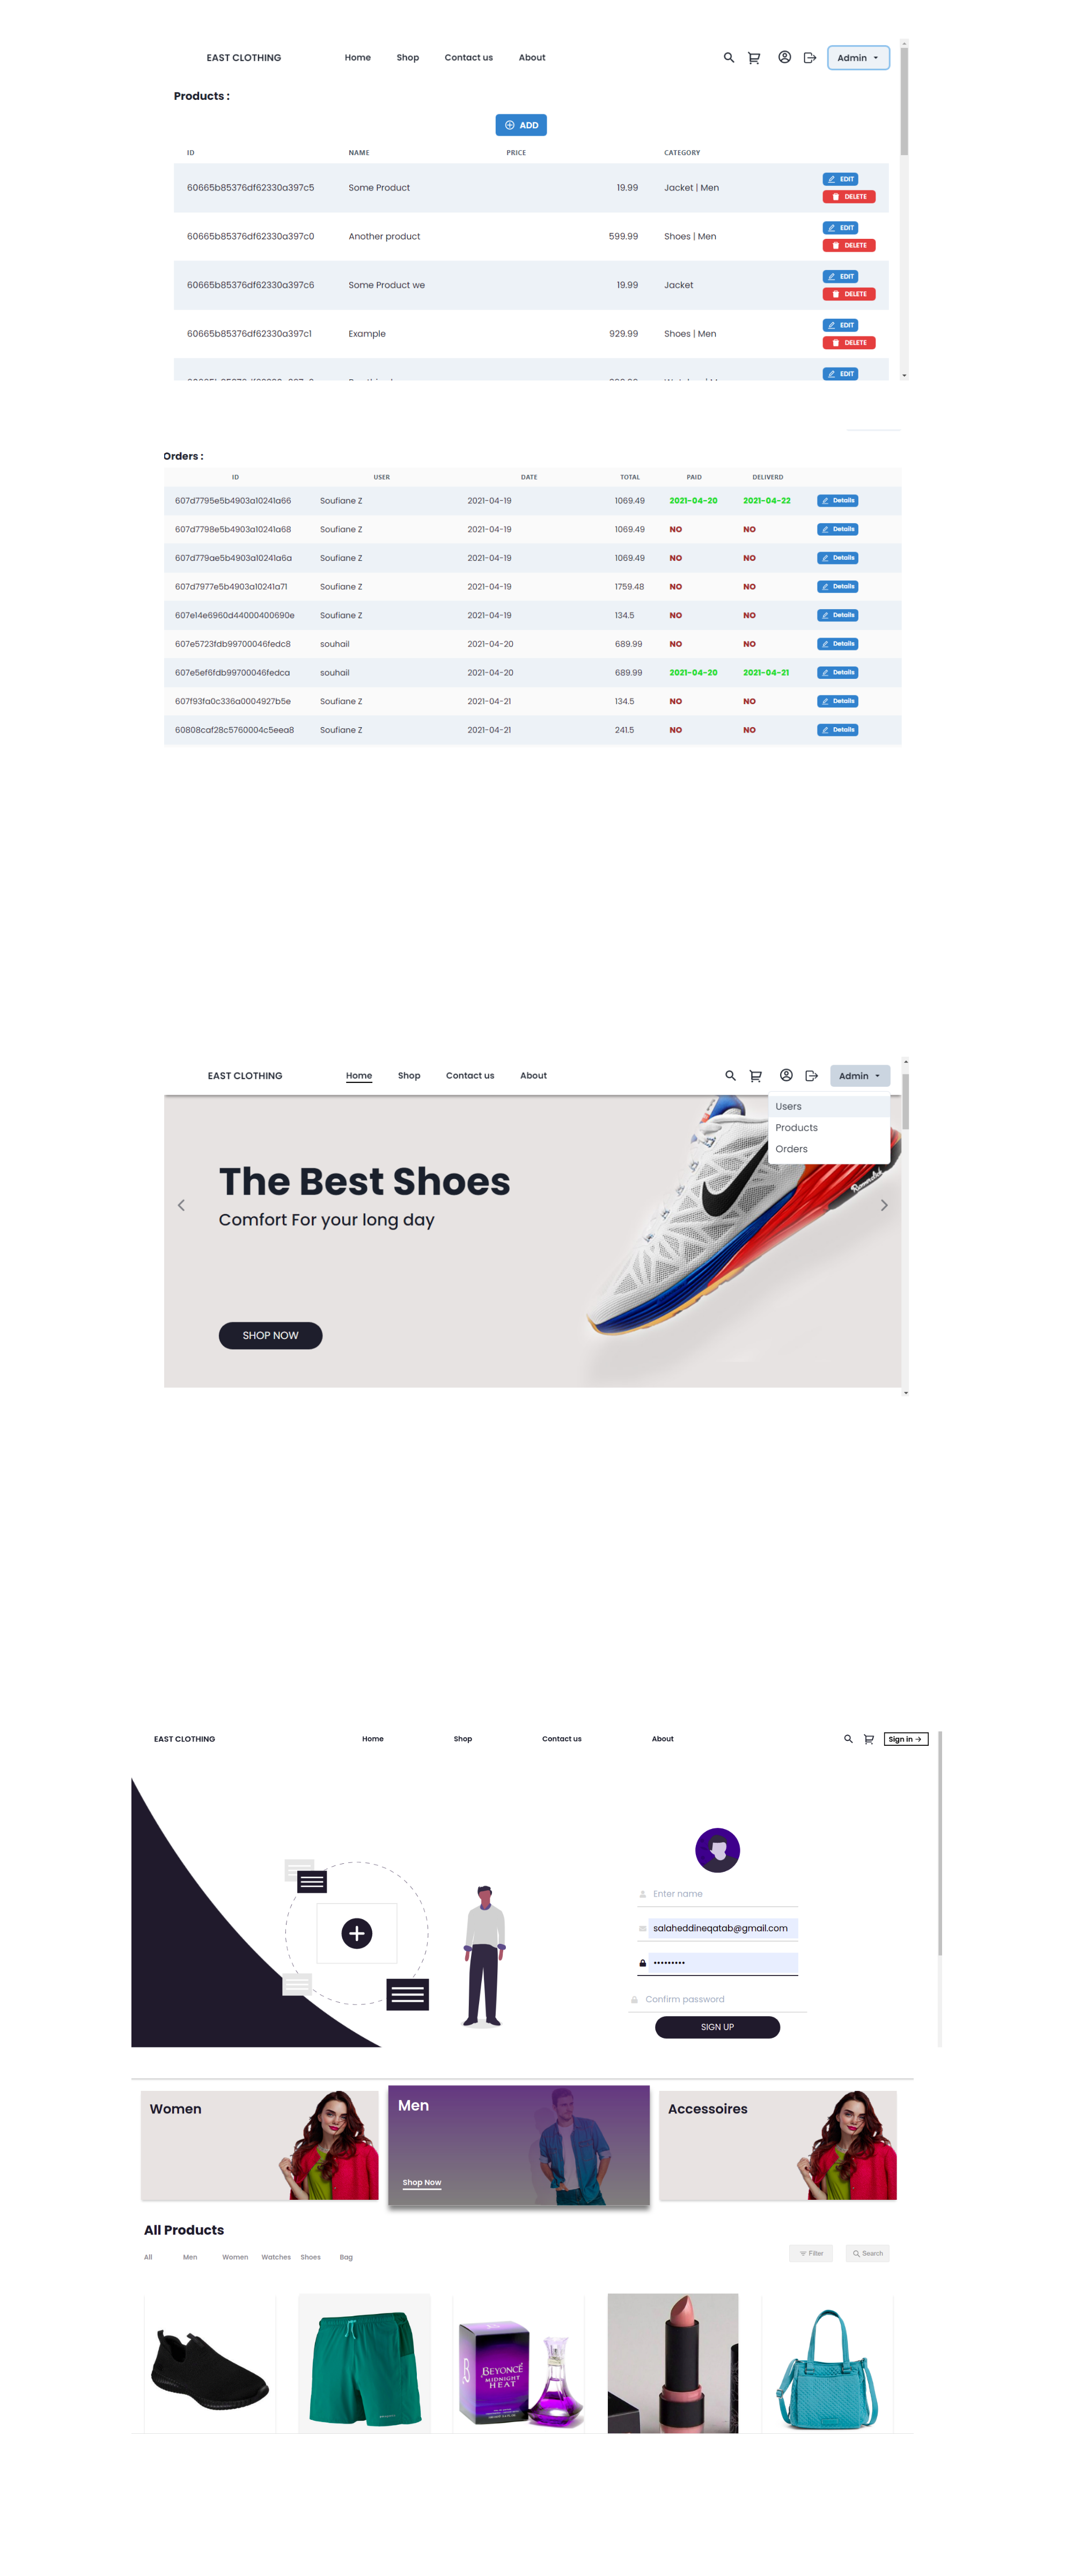 EAST CLOTHING Home Shop Contact us About Admin
Products :
ADD
ID NAME PRICE CATEGORY
60665b85376df62330a397c5 Some Product 19.99 Jacket | Men EDIT DELETE
60665b85376df62330a397c0 Another product 599.99 Shoes | Men EDIT DELETE
60665b85376df62330a397c6 Some Product we 19.99 Jacket EDIT DELETE
60665b85376df62330a397c1 Example 929.99 Shoes | Men EDIT DELETE
EDIT
Orders :
ID USER DATE TOTAL PAID DELIVERD
607d7795e5b4903a10241a66 Soufiane Z 2021-04-19 1069.49 2021-04-20 2021-04-22 Details
607d7798e5b4903a10241a68 Soufiane Z 2021-04-19 1069.49 NO NO Details
607d779ae5b4903a10241a6a Soufiane Z 2021-04-19 1069.49 NO NO Details
607d7977e5b4903a10241a71 Soufiane Z 2021-04-19 1759.48 NO NO Details
607e14e6960d44000400690e Soufiane Z 2021-04-19 134.5 NO NO Details
607e5723fdb99700046fedc8 souhail 2021-04-20 689.99 NO NO Details
607e5ef6fdb99700046fedca souhail 2021-04-20 689.99 2021-04-20 2021-04-21 Details
607f93fa0c336a0004927b5e Soufiane Z 2021-04-21 134.5 NO NO Details
60808caf28c5760004c5eea8 Soufiane Z 2021-04-21 241.5 NO NO Details
EAST CLOTHING Home Shop Contact us About Admin
Users
Products
Orders
The Best Shoes
Comfort For your long day
SHOP NOW
EAST CLOTHING Home Shop Contact us About Sign in →
Enter name
salaheddineqatab@gmail.com
•••••••••
Confirm password
SIGN UP
Women Men Accessoires
Shop Now
All Products
All Men Women Watches Shoes Bag Filter Search
BEYONCÉ
MIDNIGHT
HEAT